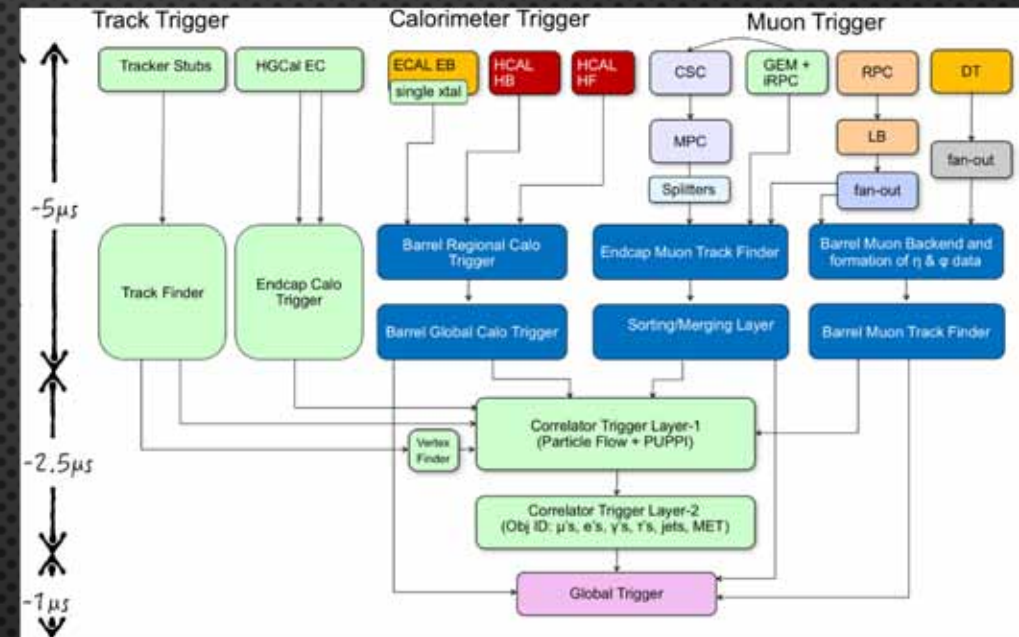 Track Trigger
Calorimeter Trigger
Muon Trigger
Tracker Stubs
HGCal EC
ECAL EB
single xtal
HCAL
HB
HCAL
HF
CSC
GEM +
iRPC
RPC
DT
MPC
LB
fan-out
Splitters
fan-out
~5μs
Track Finder
Endcap Calo
Trigger
Barrel Regional Calo
Trigger
Endcap Muon Track Finder
Barrel Muon Backend and
formation of η & φ data
Barrel Global Calo Trigger
Sorting/Merging Layer
Barrel Muon Track Finder
~2.5μs
Vertex
Finder
Correlator Trigger Layer-1
(Particle Flow + PUPPI)
Correlator Trigger Layer-2
(Obj ID: μ's, e's, γ's, τ's, jets, MET)
~1μs
Global Trigger